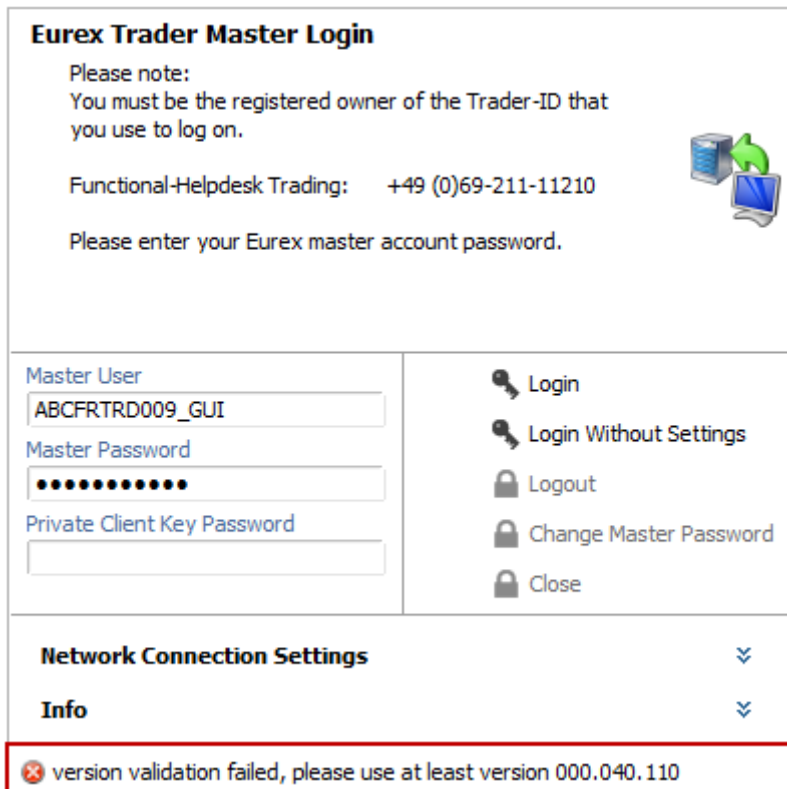 Eurex Trader Master Login
Please note:
You must be the registered owner of the Trader-ID that
you use to log on.
Functional-Helpdesk Trading: +49 (0)69-211-11210
Please enter your Eurex master account password.
Master User
ABCFRTRD009_GUI
Master Password
●●●●●●●●●●●
Private Client Key Password
Login
Login Without Settings
Logout
Change Master Password
Close
Network Connection Settings
Info
version validation failed, please use at least version 000.040.110